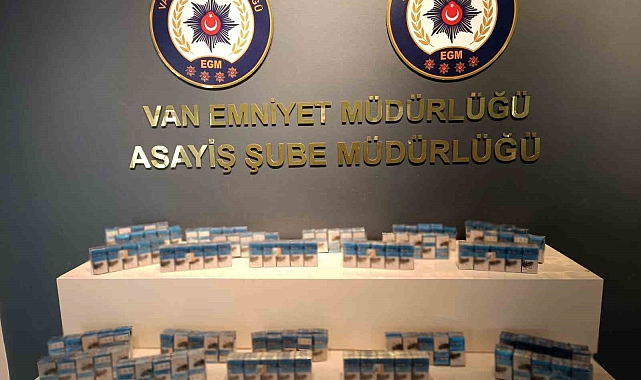 EGM
EGM
VAN EMNİYET MÜDÜRLÜĞÜ
ASAYİŞ ŞUBE MÜDÜRLÜĞÜ